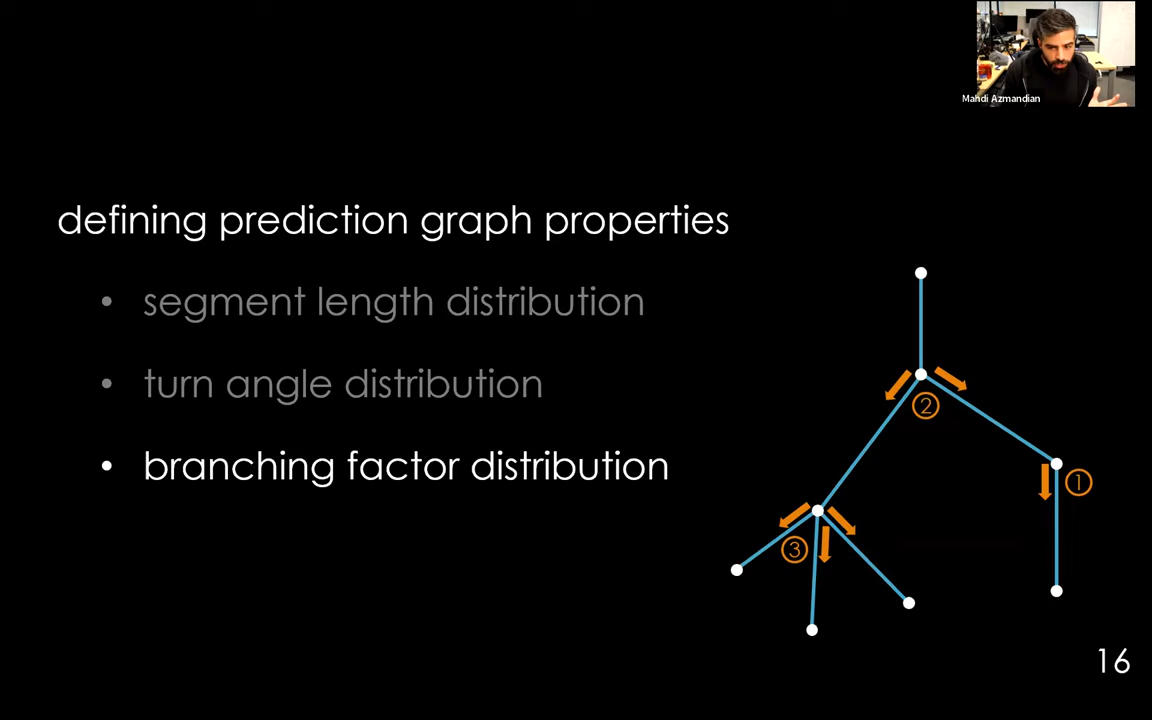 Mahdi Azmandian
defining prediction graph properties
• segment length distribution
• turn angle distribution
• branching factor distribution
②
①
③
16